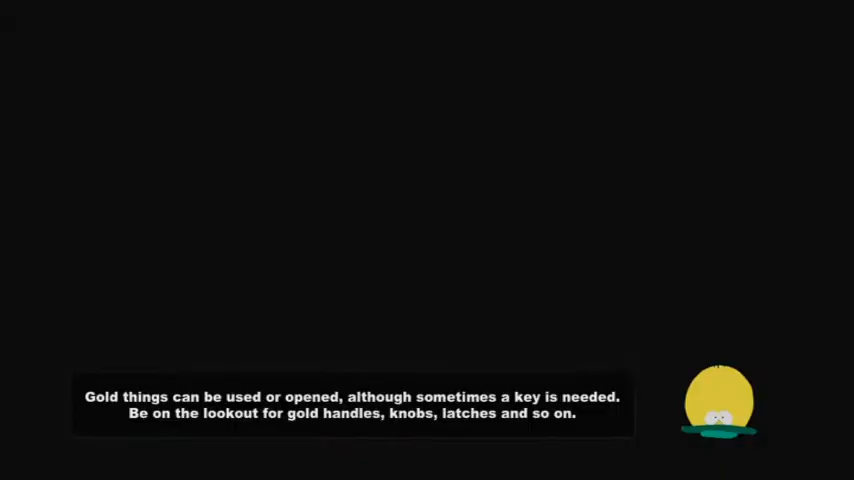 Gold things can be used or opened, although sometimes a key is needed.
Be on the lookout for gold handles, knobs, latches and so on.